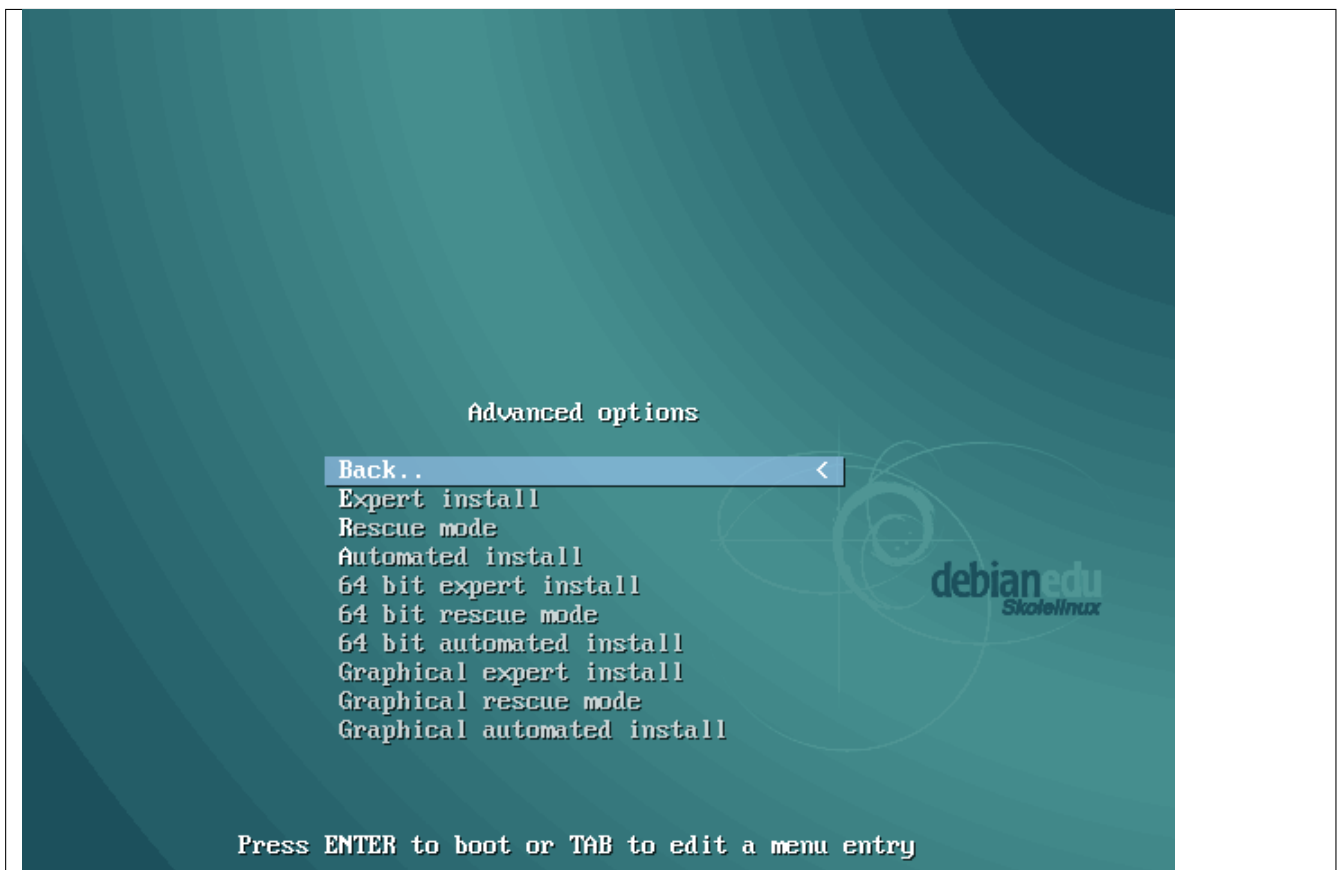 Advanced options
Back.. <
Expert install
Rescue mode
Automated install
64 bit expert install
64 bit rescue mode
64 bit automated install
Graphical expert install
Graphical rescue mode
Graphical automated install
debianedu
Skolelinux
Press ENTER to boot or TAB to edit a menu entry